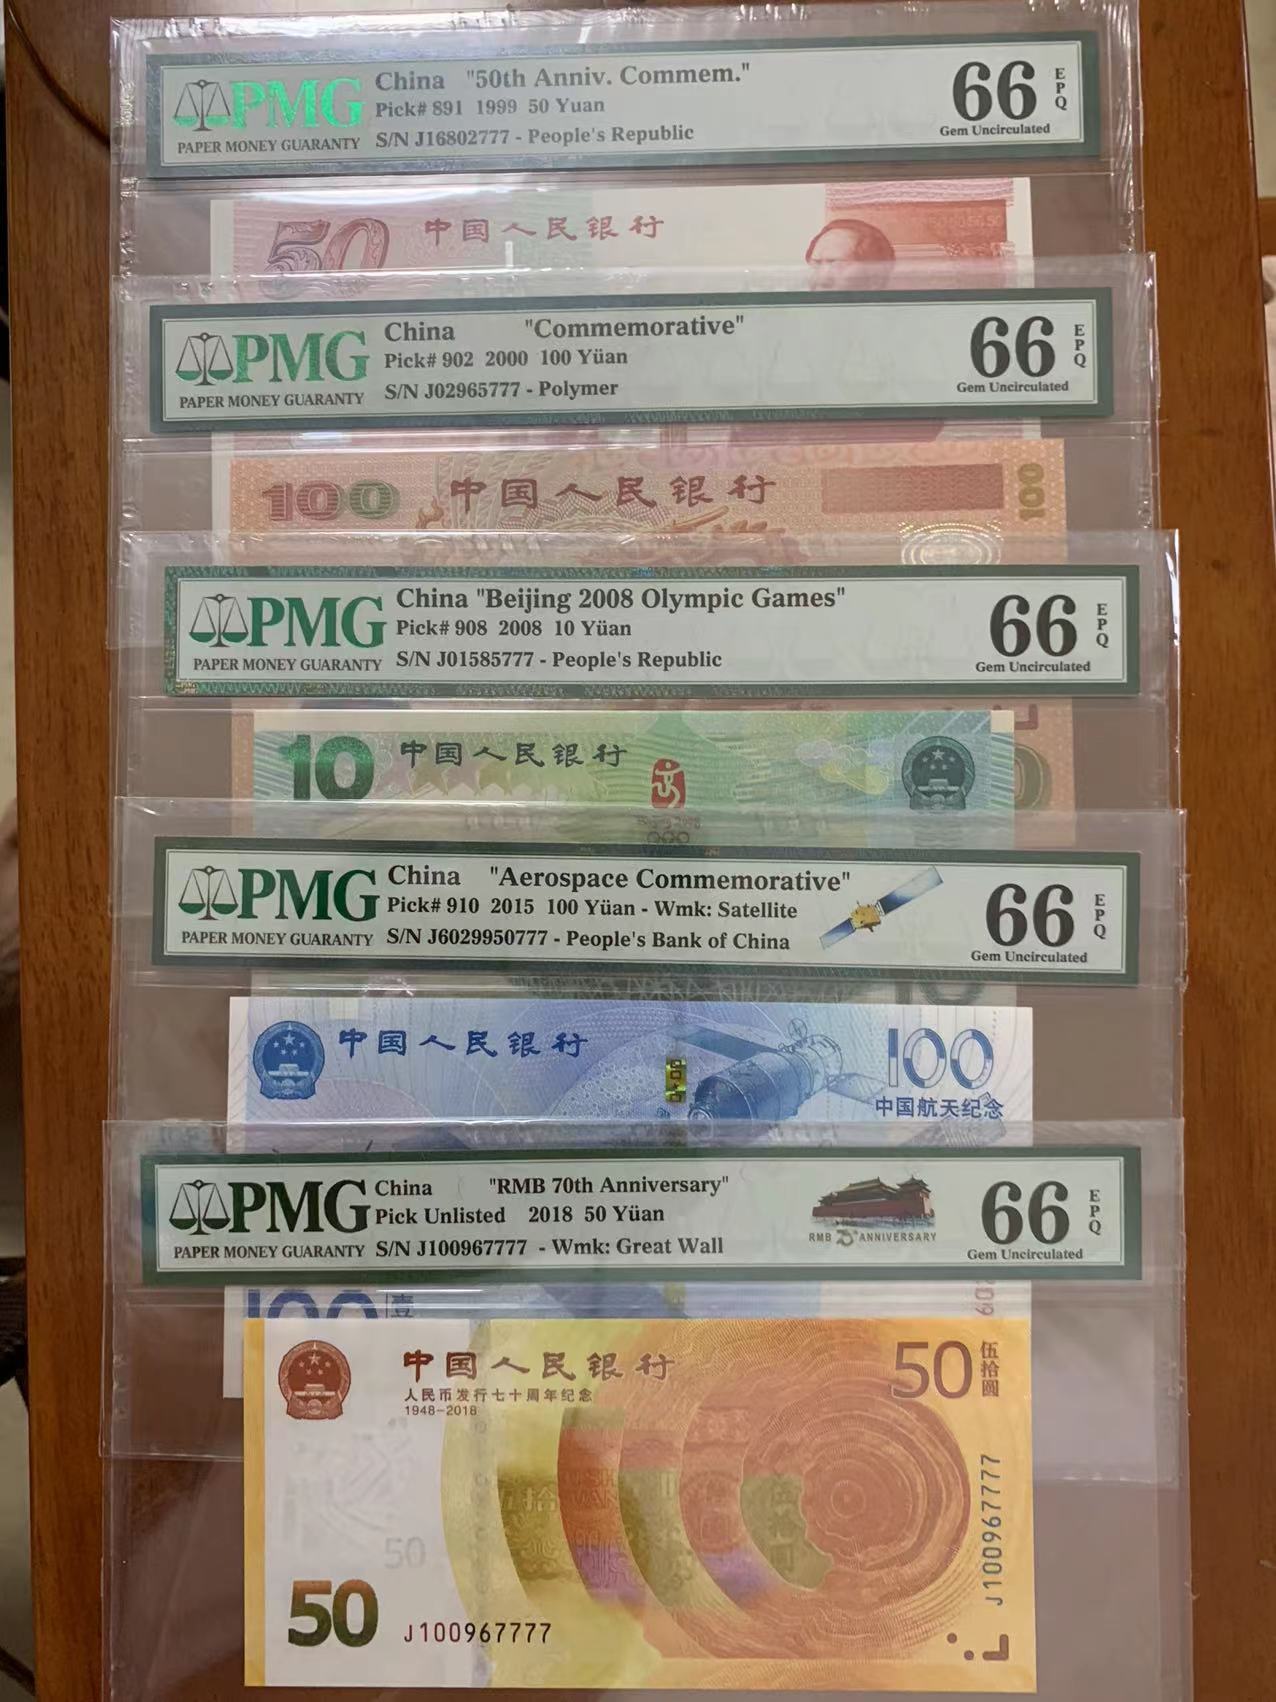 PMG
PAPER MONEY GUARANTY
China "50th Anniv. Commem."
Pick# 891 1999 50 Yuan
S/N J16802777 - People's Republic
66 EPQ
Gem Uncirculated
50 中国人民银行
PMG
PAPER MONEY GUARANTY
China "Commemorative"
Pick# 902 2000 100 Yüan
S/N J02965777 - Polymer
66 EPQ
Gem Uncirculated
100 中国人民银行 100
PMG
PAPER MONEY GUARANTY
China "Beijing 2008 Olympic Games"
Pick# 908 2008 10 Yüan
S/N J01585777 - People's Republic
66 EPQ
Gem Uncirculated
10 中国人民银行
PMG
PAPER MONEY GUARANTY
China "Aerospace Commemorative"
Pick# 910 2015 100 Yüan - Wmk: Satellite
S/N J6029950777 - People's Bank of China
66 EPQ
Gem Uncirculated
中国人民银行 100
中国航天纪念
PMG
PAPER MONEY GUARANTY
China "RMB 70th Anniversary"
Pick Unlisted 2018 50 Yüan
S/N J100967777 - Wmk: Great Wall
RMB 70th ANNIVERSARY
66 EPQ
Gem Uncirculated
100 壹
中国人民银行
人民币发行七十周年纪念
1948-2018
50 伍拾圆
J100967777
50
50 J100967777